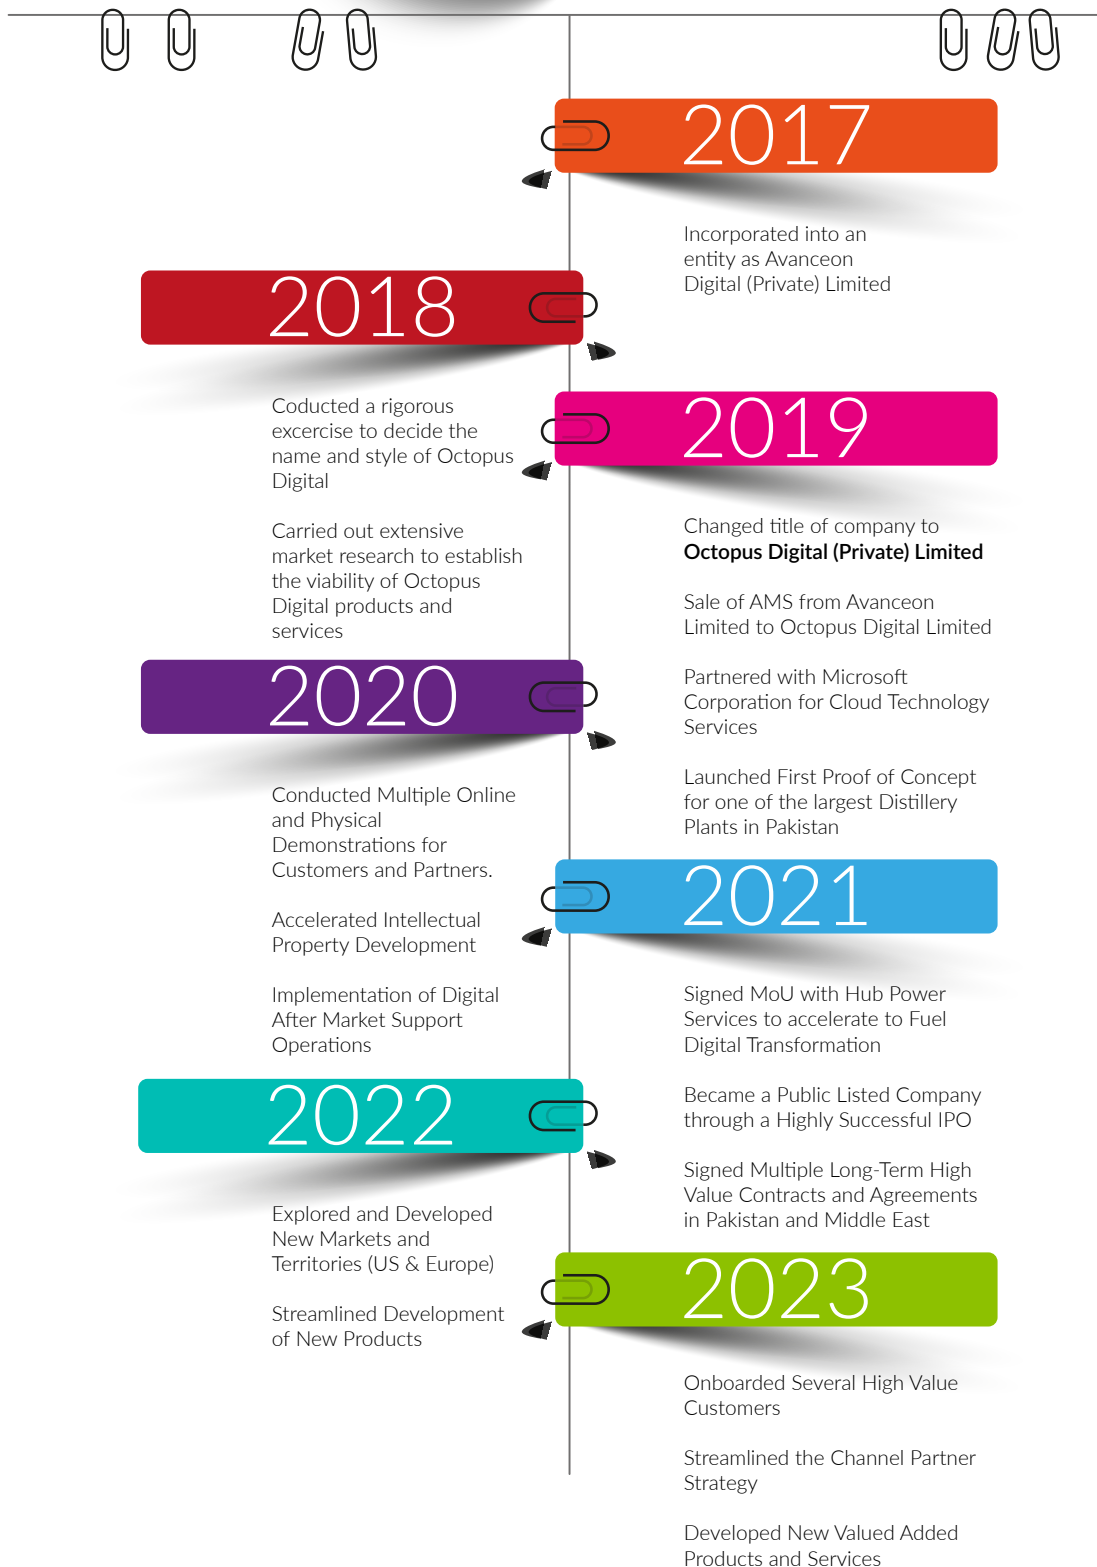 2017
Incorporated into an
entity as Avanceon
Digital (Private) Limited
2018
Coducted a rigorous
excercise to decide the
name and style of Octopus
Digital
Carried out extensive
market research to establish
the viability of Octopus
Digital products and
services
2019
Changed title of company to
Octopus Digital (Private) Limited
Sale of AMS from Avanceon
Limited to Octopus Digital Limited
Partnered with Microsoft
Corporation for Cloud Technology
Services
Launched First Proof of Concept
for one of the largest Distillery
Plants in Pakistan
2020
Conducted Multiple Online
and Physical
Demonstrations for
Customers and Partners.
Accelerated Intellectual
Property Development
Implementation of Digital
After Market Support
Operations
2021
Signed MoU with Hub Power
Services to accelerate to Fuel
Digital Transformation
Became a Public Listed Company
through a Highly Successful IPO
Signed Multiple Long-Term High
Value Contracts and Agreements
in Pakistan and Middle East
2022
Explored and Developed
New Markets and
Territories (US & Europe)
Streamlined Development
of New Products
2023
Onboarded Several High Value
Customers
Streamlined the Channel Partner
Strategy
Developed New Valued Added
Products and Services